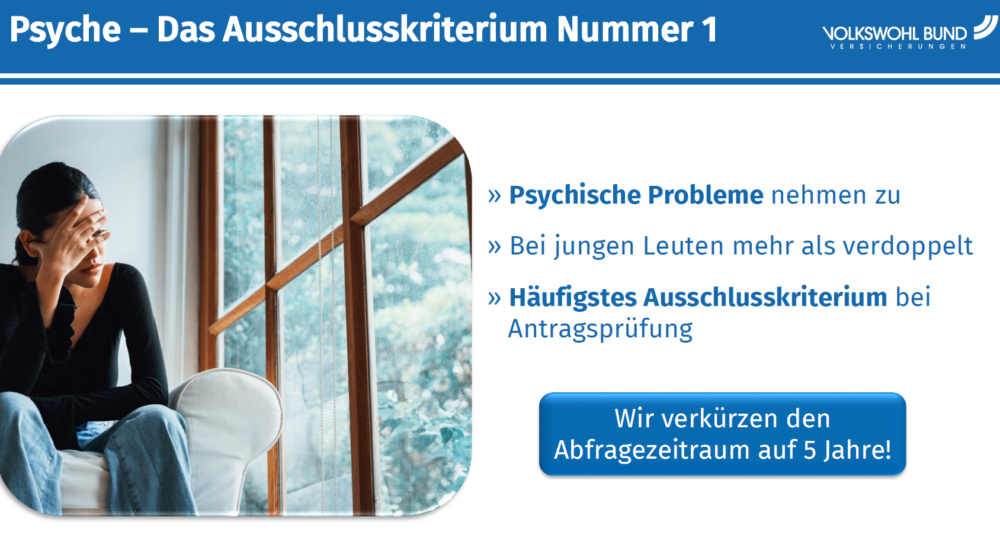 Psyche – Das Ausschlusskriterium Nummer 1
VOLKSWOHL BUND
VERSICHERUNGEN
» Psychische Probleme nehmen zu
» Bei jungen Leuten mehr als verdoppelt
» Häufigstes Ausschlusskriterium bei
Antragsprüfung
Wir verkürzen den
Abfragezeitraum auf 5 Jahre!